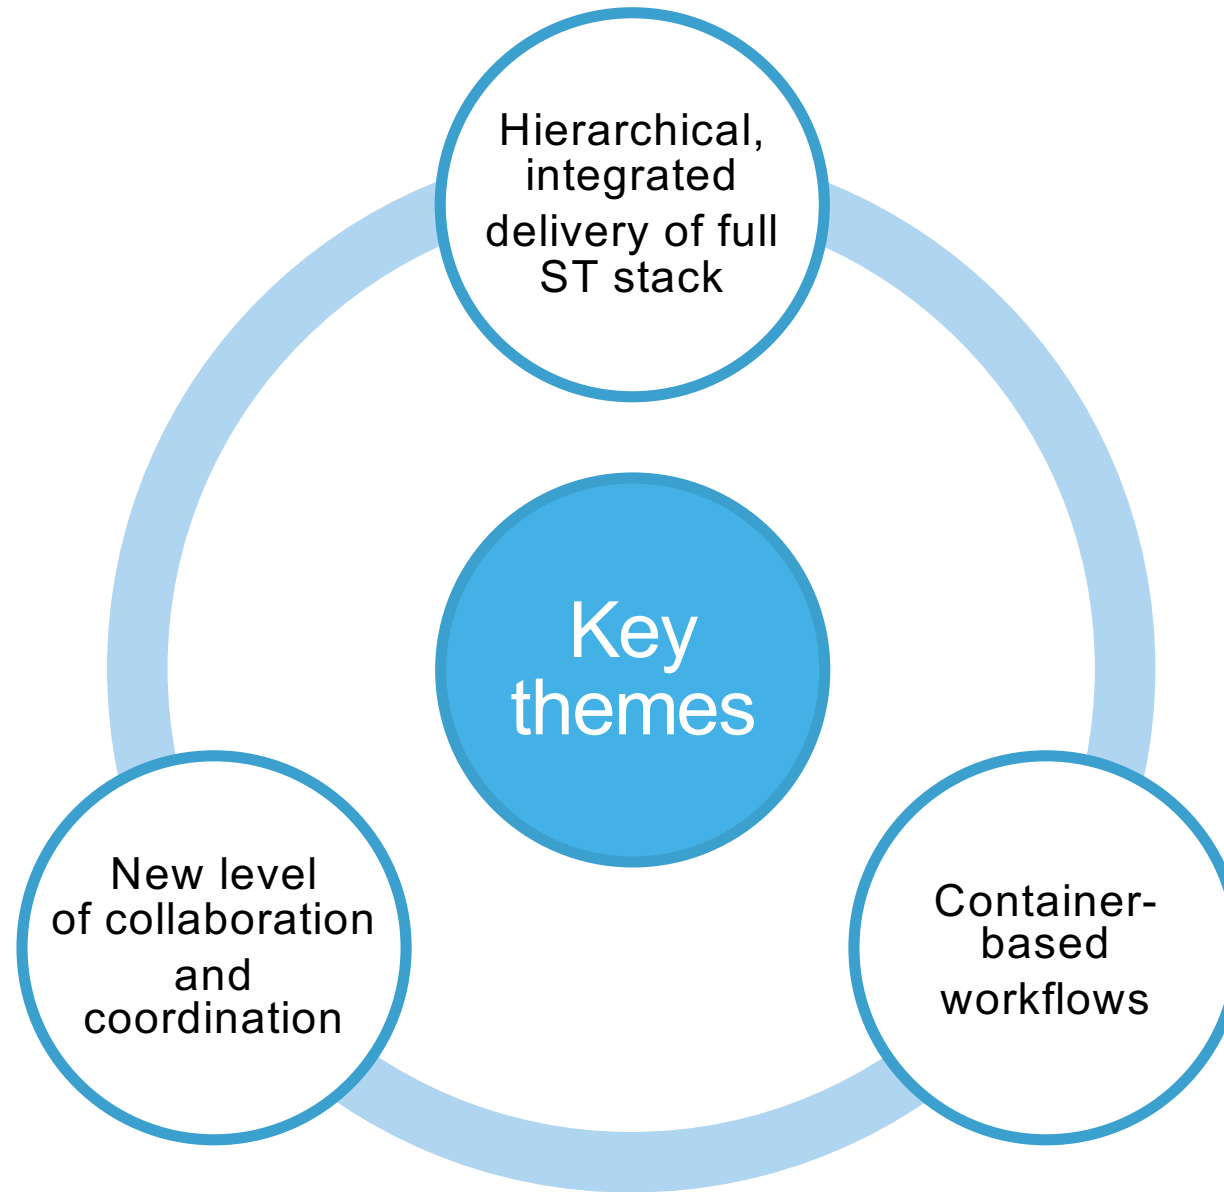 Hierarchical,
integrated
delivery of full
ST stack
Key
themes
New level
of collaboration
and
coordination
Container-
based
workflows